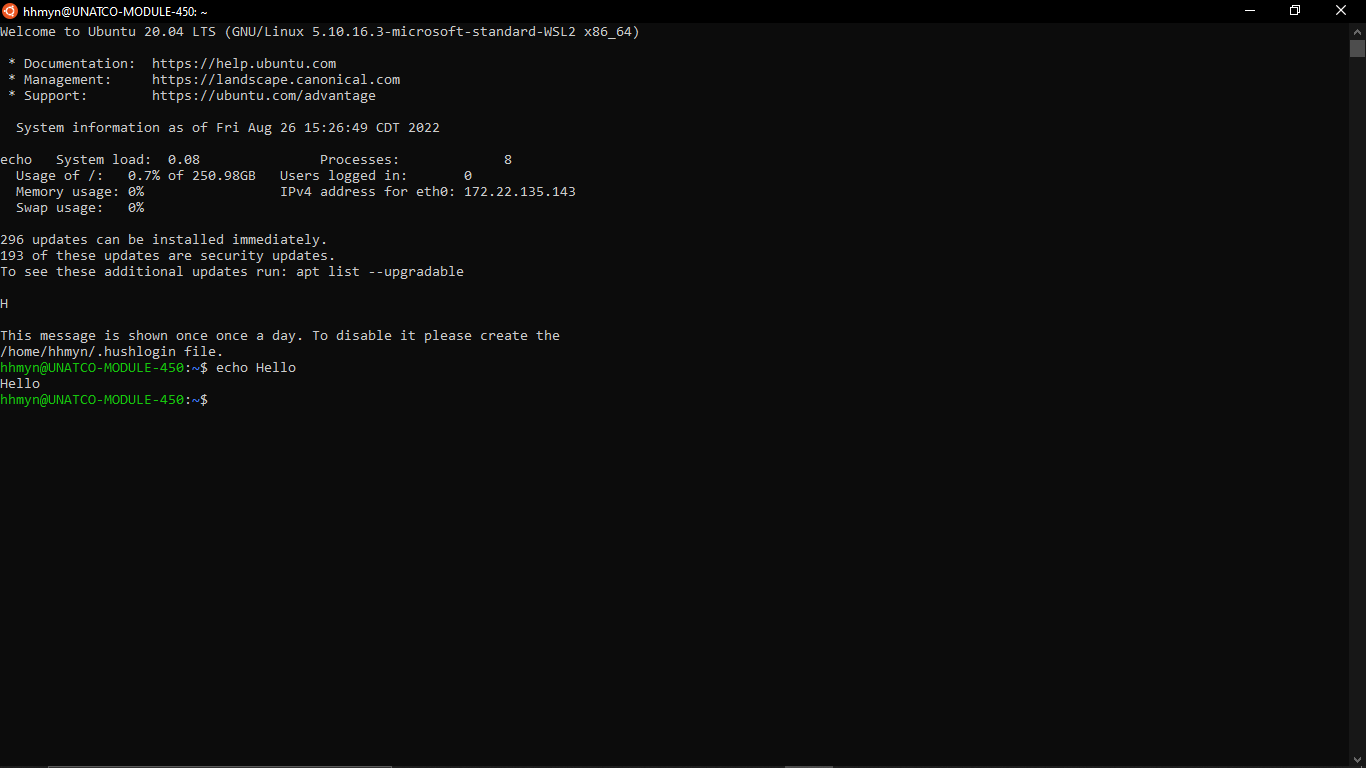 hhmyn@UNATCO-MODULE-450: ~
Welcome to Ubuntu 20.04 LTS (GNU/Linux 5.10.16.3-microsoft-standard-WSL2 x86_64)
* Documentation:  https://help.ubuntu.com
* Management:     https://landscape.canonical.com
* Support:        https://ubuntu.com/advantage
System information as of Fri Aug 26 15:26:49 CDT 2022
echo   System load:  0.08               Processes:             8
Usage of /:   0.7% of 250.98GB   Users logged in:       0
Memory usage: 0%                 IPv4 address for eth0: 172.22.135.143
Swap usage:   0%
296 updates can be installed immediately.
193 of these updates are security updates.
To see these additional updates run: apt list --upgradable
H
This message is shown once once a day. To disable it please create the
/home/hhmyn/.hushlogin file.
hhmyn@UNATCO-MODULE-450:~$ echo Hello
Hello
hhmyn@UNATCO-MODULE-450:~$